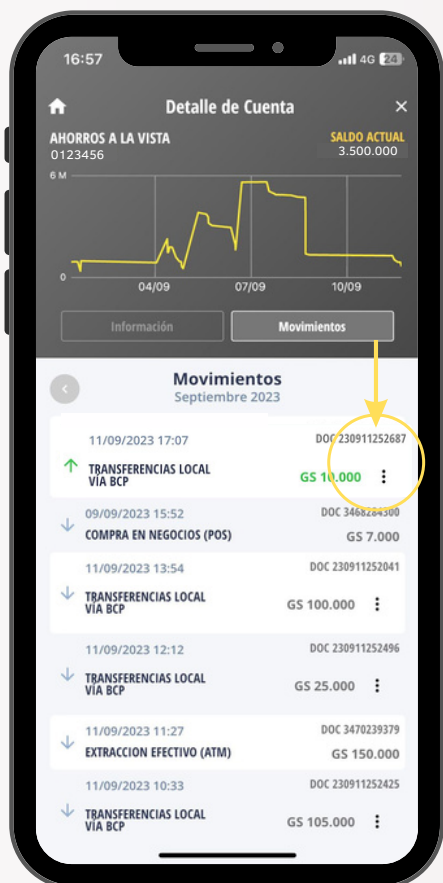 16:57
4G 24
Detalle de Cuenta
AHORROS A LA VISTA
0123456
SALDO ACTUAL
3.500.000
6 M
0
04/09 07/09 10/09
Información
Movimientos
Movimientos
Septiembre 2023
11/09/2023 17:07 DOC 230911252687
TRANSFERENCIAS LOCAL
VÍA BCP
GS 10.000
09/09/2023 15:52 DOC 3468284300
COMPRA EN NEGOCIOS (POS) GS 7.000
11/09/2023 13:54 DOC 230911252041
TRANSFERENCIAS LOCAL
VÍA BCP
GS 100.000
11/09/2023 12:12 DOC 230911252496
TRANSFERENCIAS LOCAL
VÍA BCP
GS 25.000
11/09/2023 11:27 DOC 3470239379
EXTRACCION EFECTIVO (ATM) GS 150.000
11/09/2023 10:33 DOC 230911252425
TRANSFERENCIAS LOCAL
VÍA BCP
GS 105.000